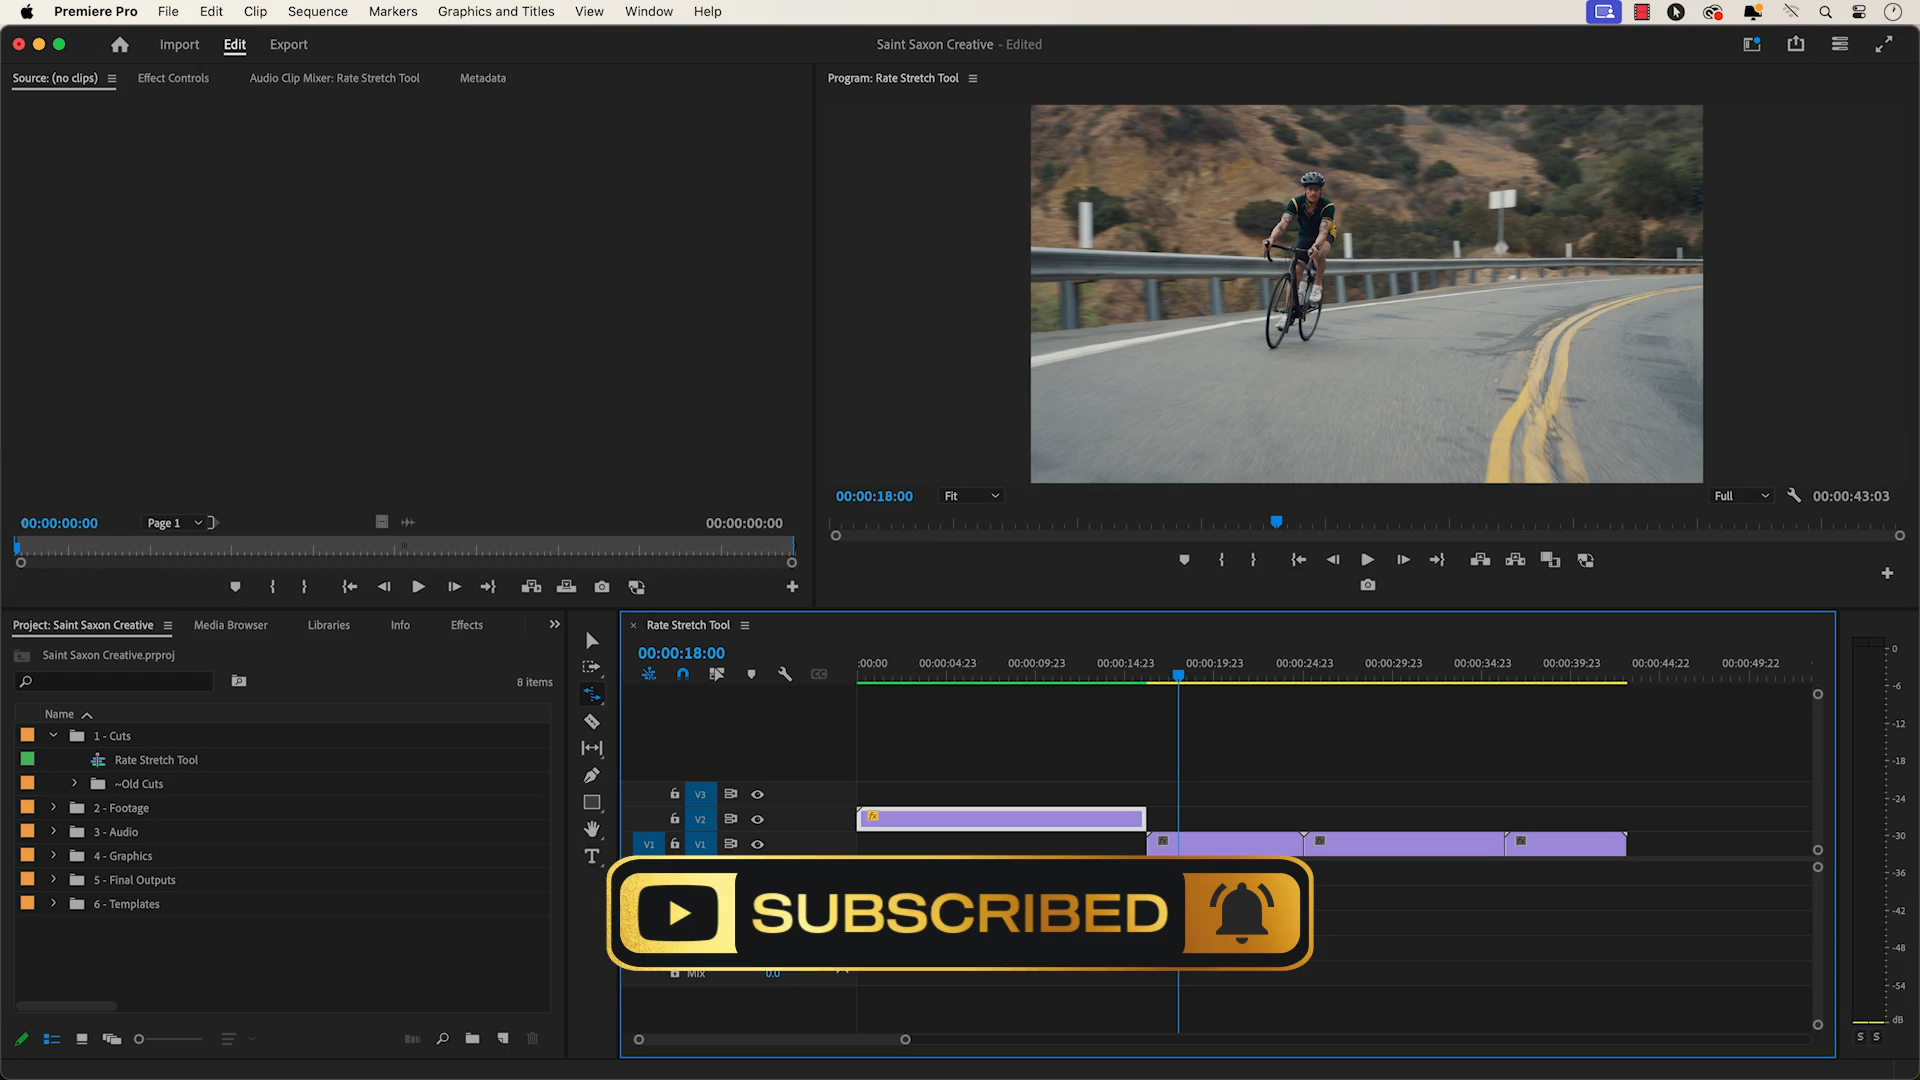 Premiere Pro File Edit Clip Sequence Markers Graphics and Titles View Window Help
Import Edit Export
Saint Saxon Creative - Edited
Source: (no clips) Effect Controls Audio Clip Mixer: Rate Stretch Tool Metadata
Program: Rate Stretch Tool
00:00:18:00 Fit Full 00:00:43:03
00:00:00:00 Page 1 00:00:00:00
Project: Saint Saxon Creative Media Browser Libraries Info Effects
Saint Saxon Creative.prproj
8 items
Name
1 - Cuts
Rate Stretch Tool
~Old Cuts
2 - Footage
3 - Audio
4 - Graphics
5 - Final Outputs
6 - Templates
T
× Rate Stretch Tool
00:00:18:00
:00:00 00:00:04:23 00:00:09:23 00:00:14:23 00:00:19:23 00:00:24:23 00:00:29:23 00:00:34:23 00:00:39:23 00:00:44:22 00:00:49:22
CC
V3
V2 fx
V1 V1 fx fx fx
SUBSCRIBED
Mix 0.0
0
-6
-12
-18
-24
-30
-36
-42
-48
-54
dB
S S